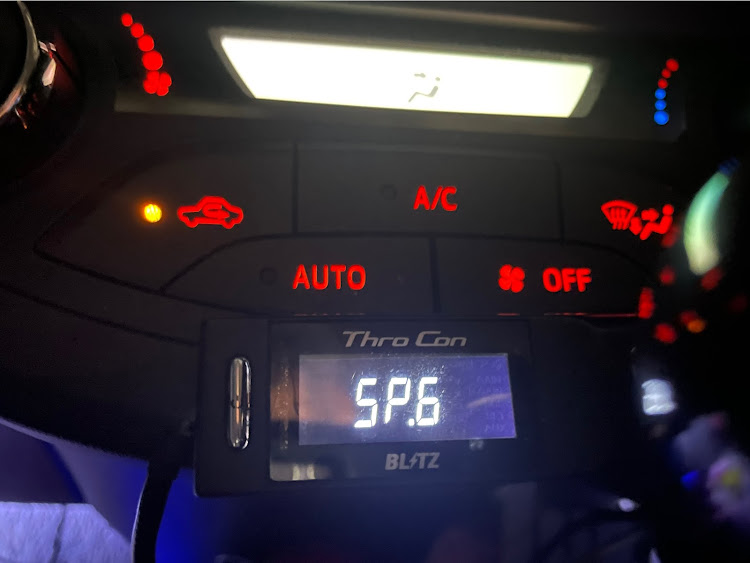 A/C
AUTO
OFF
Thro Con
SP.6
BLITZ